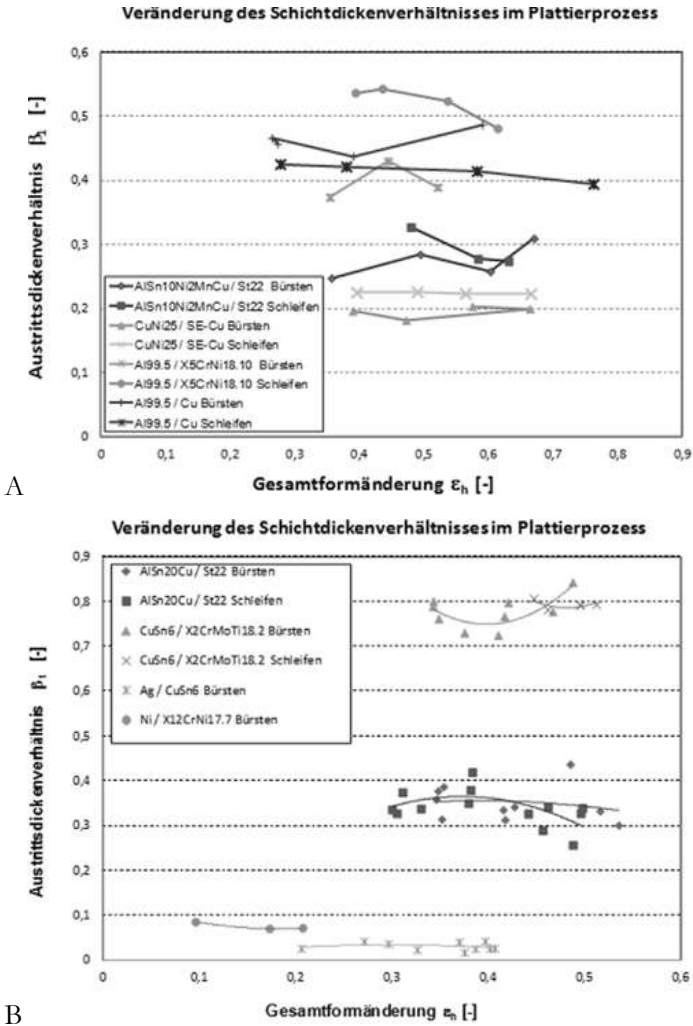 Veränderung des Schichtdickenverhältnisses im Plattierprozess
Austrittsdickenverhältnis β₁ [-]
0,6
0,5
0,4
0,3
0,2
0,1
0
AlSn10Ni2MnCu / St22 Bürsten
AlSn10Ni2MnCu / St22 Schleifen
CuNi25 / SE-Cu Bürsten
CuNi25 / SE-Cu Schleifen
Al99.5 / X5CrNi18.10 Bürsten
Al99.5 / X5CrNi18.10 Schleifen
Al99.5 / Cu Bürsten
Al99.5 / Cu Schleifen
0 0,1 0,2 0,3 0,4 0,5 0,6 0,7 0,8 0,9
Gesamtformänderung εh [-]
A
Veränderung des Schichtdickenverhältnisses im Plattierprozess
Austrittsdickenverhältnis β₁ [-]
0,9
0,8
0,7
0,6
0,5
0,4
0,3
0,2
0,1
0
AlSn20Cu / St22 Bürsten
AlSn20Cu / St22 Schleifen
CuSn6 / X2CrMoTi18.2 Bürsten
CuSn6 / X2CrMoTi18.2 Schleifen
Ag / CuSn6 Bürsten
Ni / X12CrNi17.7 Bürsten
0 0,1 0,2 0,3 0,4 0,5 0,6
Gesamtformänderung εh [-]
B